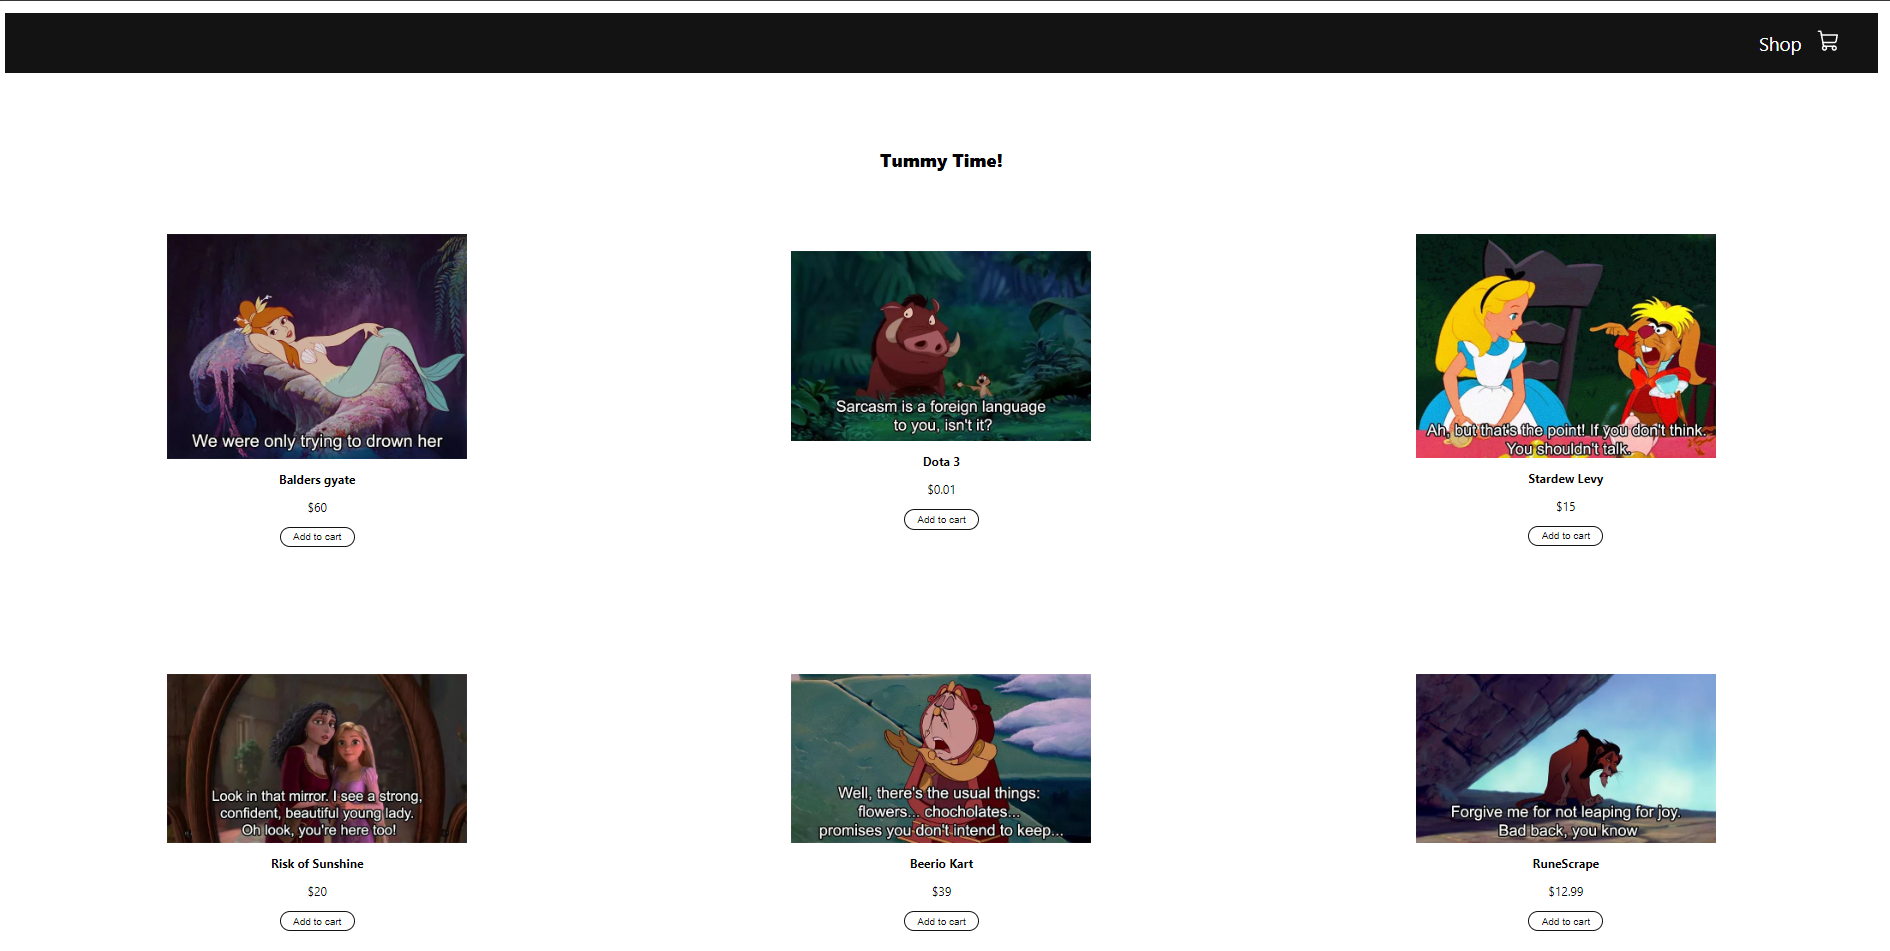 Shop
Tummy Time!
We were only trying to drown her
Balders gyate
$60
Add to cart
Sarcasm is a foreign language
to you, isn't it?
Dota 3
$0.01
Add to cart
Ah, but that's the point! If you don't think.
You shouldn't talk.
Stardew Levy
$15
Add to cart
Look in that mirror. I see a strong,
confident, beautiful young lady.
Oh look, you're here too!
Risk of Sunshine
$20
Add to cart
Well, there's the usual things:
flowers... chocholates...
promises you don't intend to keep...
Beerio Kart
$39
Add to cart
Forgive me for not leaping for joy.
Bad back, you know
RuneScrape
$12.99
Add to cart